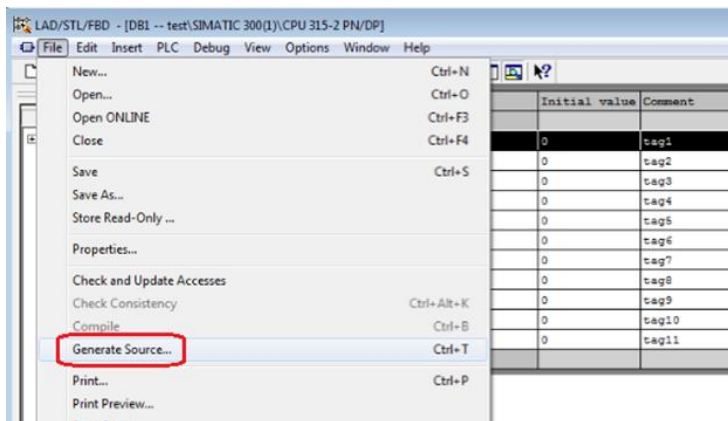 LAD/STL/FBD - [DB1 -- test\SIMATIC 300(1)\CPU 315-2 PN/DP]
File Edit Insert PLC Debug View Options Window Help
New... Ctrl+N
Open... Ctrl+O
Open ONLINE Ctrl+F3
Close Ctrl+F4
Save Ctrl+S
Save As...
Store Read-Only ...
Properties...
Check and Update Accesses
Check Consistency Ctrl+Alt+K
Compile Ctrl+B
Generate Source... Ctrl+T
Print... Ctrl+P
Print Preview...
Initial value Comment
0 tag1
0 tag2
0 tag3
0 tag4
0 tag5
0 tag6
0 tag7
0 tag8
0 tag9
0 tag10
0 tag11